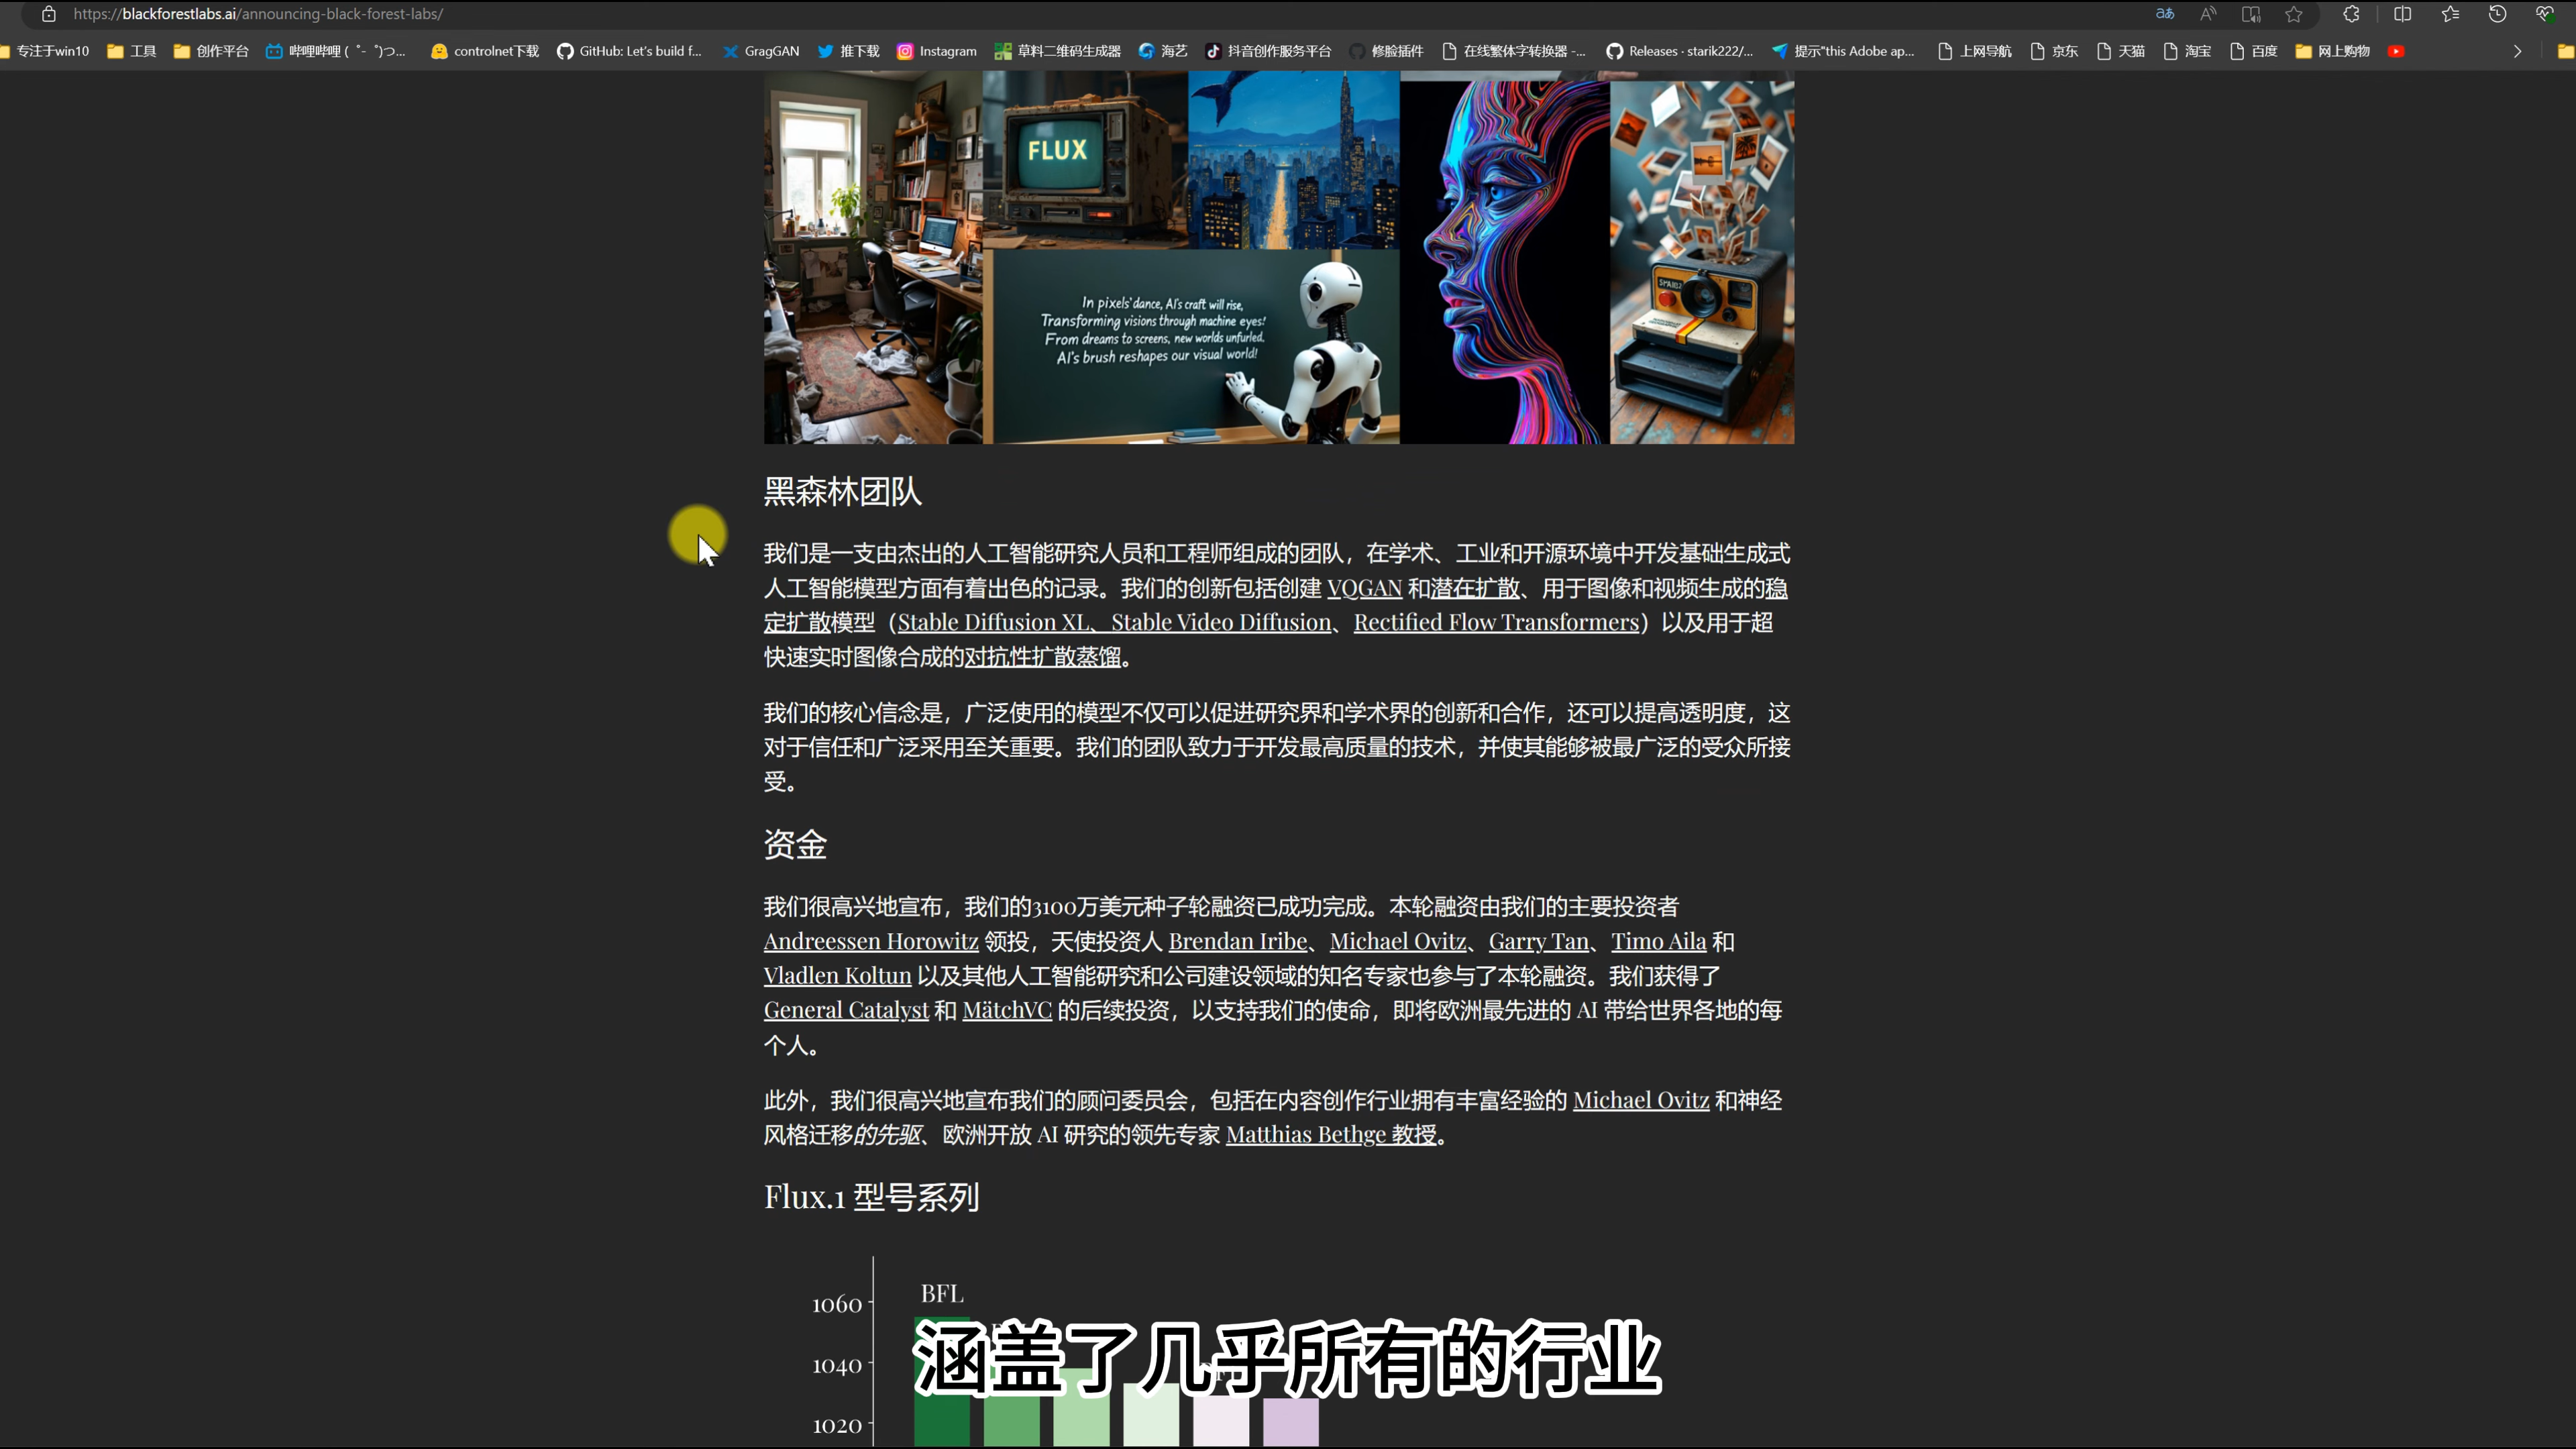 https://blackforestlabs.ai/announcing-black-forest-labs/
专注于win10 工具 创作平台 哔哩哔哩 ( ゜- ゜)つ... controlnet下载 GitHub: Let's build f... GragGAN 推下载 Instagram 草料二维码生成器 海艺 抖音创作服务平台 修脸插件 在线繁体字转换器 -... Releases · starik222/... 提示"this Adobe ap... 上网导航 京东 天猫 淘宝 百度 网上购物
FLUX
In pixels' dance, AI's craft will rise,
Transforming visions through machine eyes!
From dreams to screens, new worlds unfurled,
AI's brush reshapes our visual world!
黑森林团队
我们是一支由杰出的人工智能研究人员和工程师组成的团队，在学术、工业和开源环境中开发基础生成式
人工智能模型方面有着出色的记录。我们的创新包括创建 VQGAN 和潜在扩散、用于图像和视频生成的稳
定扩散模型（Stable Diffusion XL、Stable Video Diffusion、Rectified Flow Transformers）以及用于超
快速实时图像合成的对抗性扩散蒸馏。
我们的核心信念是，广泛使用的模型不仅可以促进研究界和学术界的创新和合作，还可以提高透明度，这
对于信任和广泛采用至关重要。我们的团队致力于开发最高质量的技术，并使其能够被最广泛的受众所接
受。
资金
我们很高兴地宣布，我们的3100万美元种子轮融资已成功完成。本轮融资由我们的主要投资者
Andreessen Horowitz 领投，天使投资人 Brendan Iribe、Michael Ovitz、Garry Tan、Timo Aila 和
Vladlen Koltun 以及其他人工智能研究和公司建设领域的知名专家也参与了本轮融资。我们获得了
General Catalyst 和 MätchVC 的后续投资，以支持我们的使命，即将欧洲最先进的 AI 带给世界各地的每
个人。
此外，我们很高兴地宣布我们的顾问委员会，包括在内容创作行业拥有丰富经验的 Michael Ovitz 和神经
风格迁移的先驱、欧洲开放 AI 研究的领先专家 Matthias Bethge 教授。
Flux.1 型号系列
BFL
1060
1040
1020
涵盖了几乎所有的行业